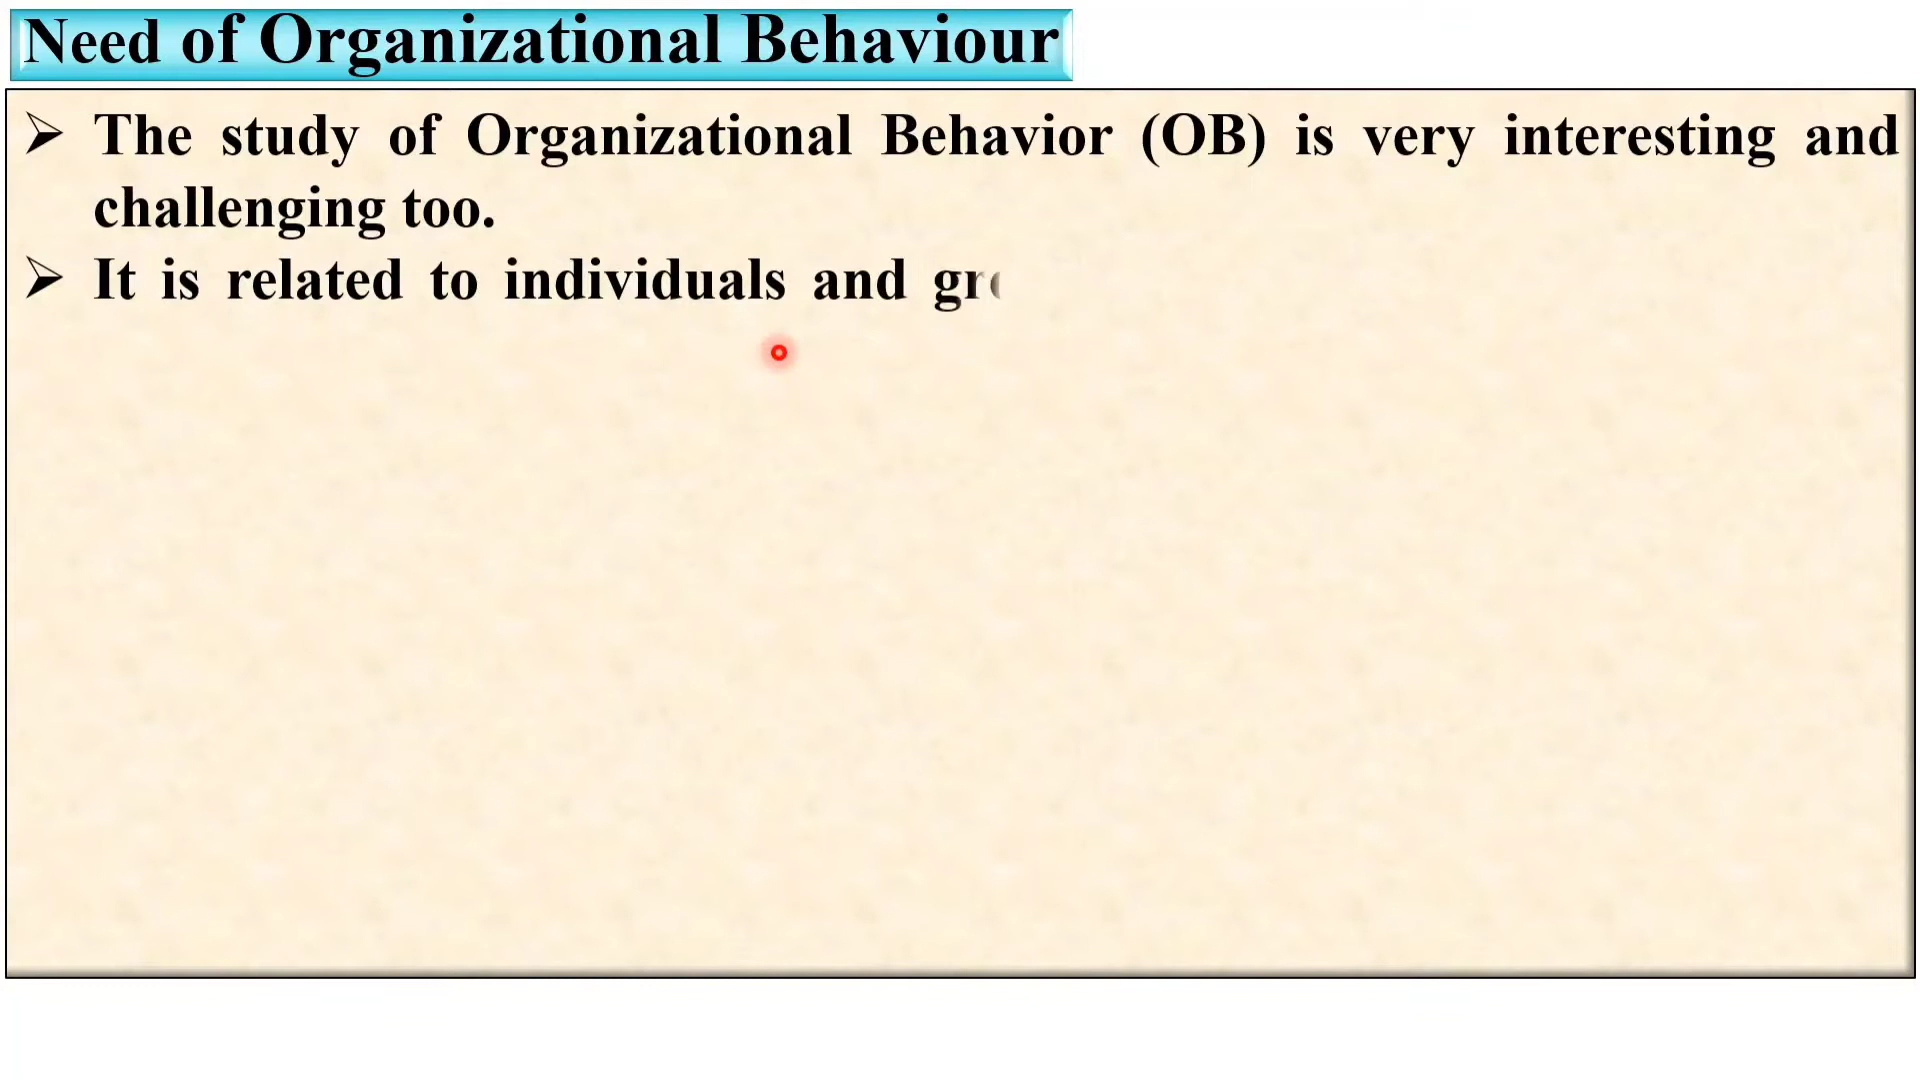 Need of Organizational Behaviour
➢ The study of Organizational Behavior (OB) is very interesting and
challenging too.
➢ It is related to individuals and